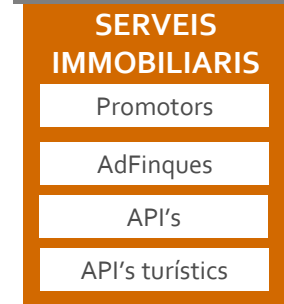 SERVEIS
IMMOBILIARIS
Promotors
AdFinques
API's
API's turístics